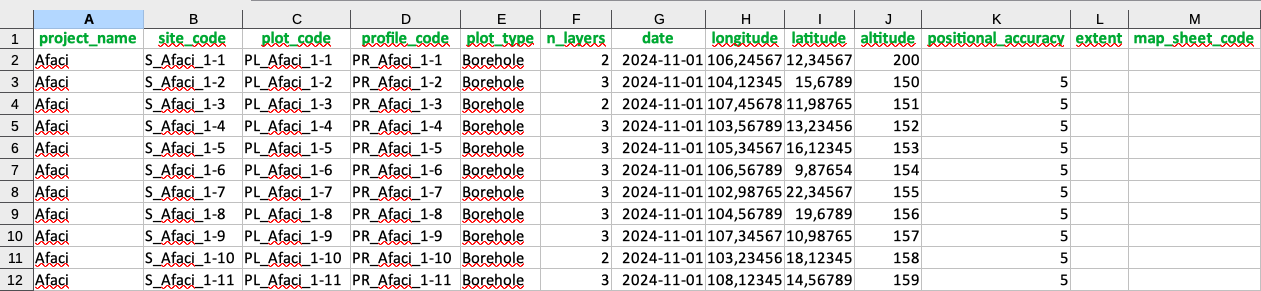 A B C D E F G H I J K L M
1 project_name site_code plot_code profile_code plot_type n_layers date longitude latitude altitude positional_accuracy extent map_sheet_code
2 Afaci S_Afaci_1-1 PL_Afaci_1-1 PR_Afaci_1-1 Borehole 2 2024-11-01 106,24567 12,34567 200
3 Afaci S_Afaci_1-2 PL_Afaci_1-2 PR_Afaci_1-2 Borehole 3 2024-11-01 104,12345 15,6789 150 5
4 Afaci S_Afaci_1-3 PL_Afaci_1-3 PR_Afaci_1-3 Borehole 2 2024-11-01 107,45678 11,98765 151 5
5 Afaci S_Afaci_1-4 PL_Afaci_1-4 PR_Afaci_1-4 Borehole 3 2024-11-01 103,56789 13,23456 152 5
6 Afaci S_Afaci_1-5 PL_Afaci_1-5 PR_Afaci_1-5 Borehole 3 2024-11-01 105,34567 16,12345 153 5
7 Afaci S_Afaci_1-6 PL_Afaci_1-6 PR_Afaci_1-6 Borehole 3 2024-11-01 106,56789 9,87654 154 5
8 Afaci S_Afaci_1-7 PL_Afaci_1-7 PR_Afaci_1-7 Borehole 3 2024-11-01 102,98765 22,34567 155 5
9 Afaci S_Afaci_1-8 PL_Afaci_1-8 PR_Afaci_1-8 Borehole 3 2024-11-01 104,56789 19,6789 156 5
10 Afaci S_Afaci_1-9 PL_Afaci_1-9 PR_Afaci_1-9 Borehole 3 2024-11-01 107,34567 10,98765 157 5
11 Afaci S_Afaci_1-10 PL_Afaci_1-10 PR_Afaci_1-10 Borehole 2 2024-11-01 103,23456 18,12345 158 5
12 Afaci S_Afaci_1-11 PL_Afaci_1-11 PR_Afaci_1-11 Borehole 3 2024-11-01 108,12345 14,56789 159 5